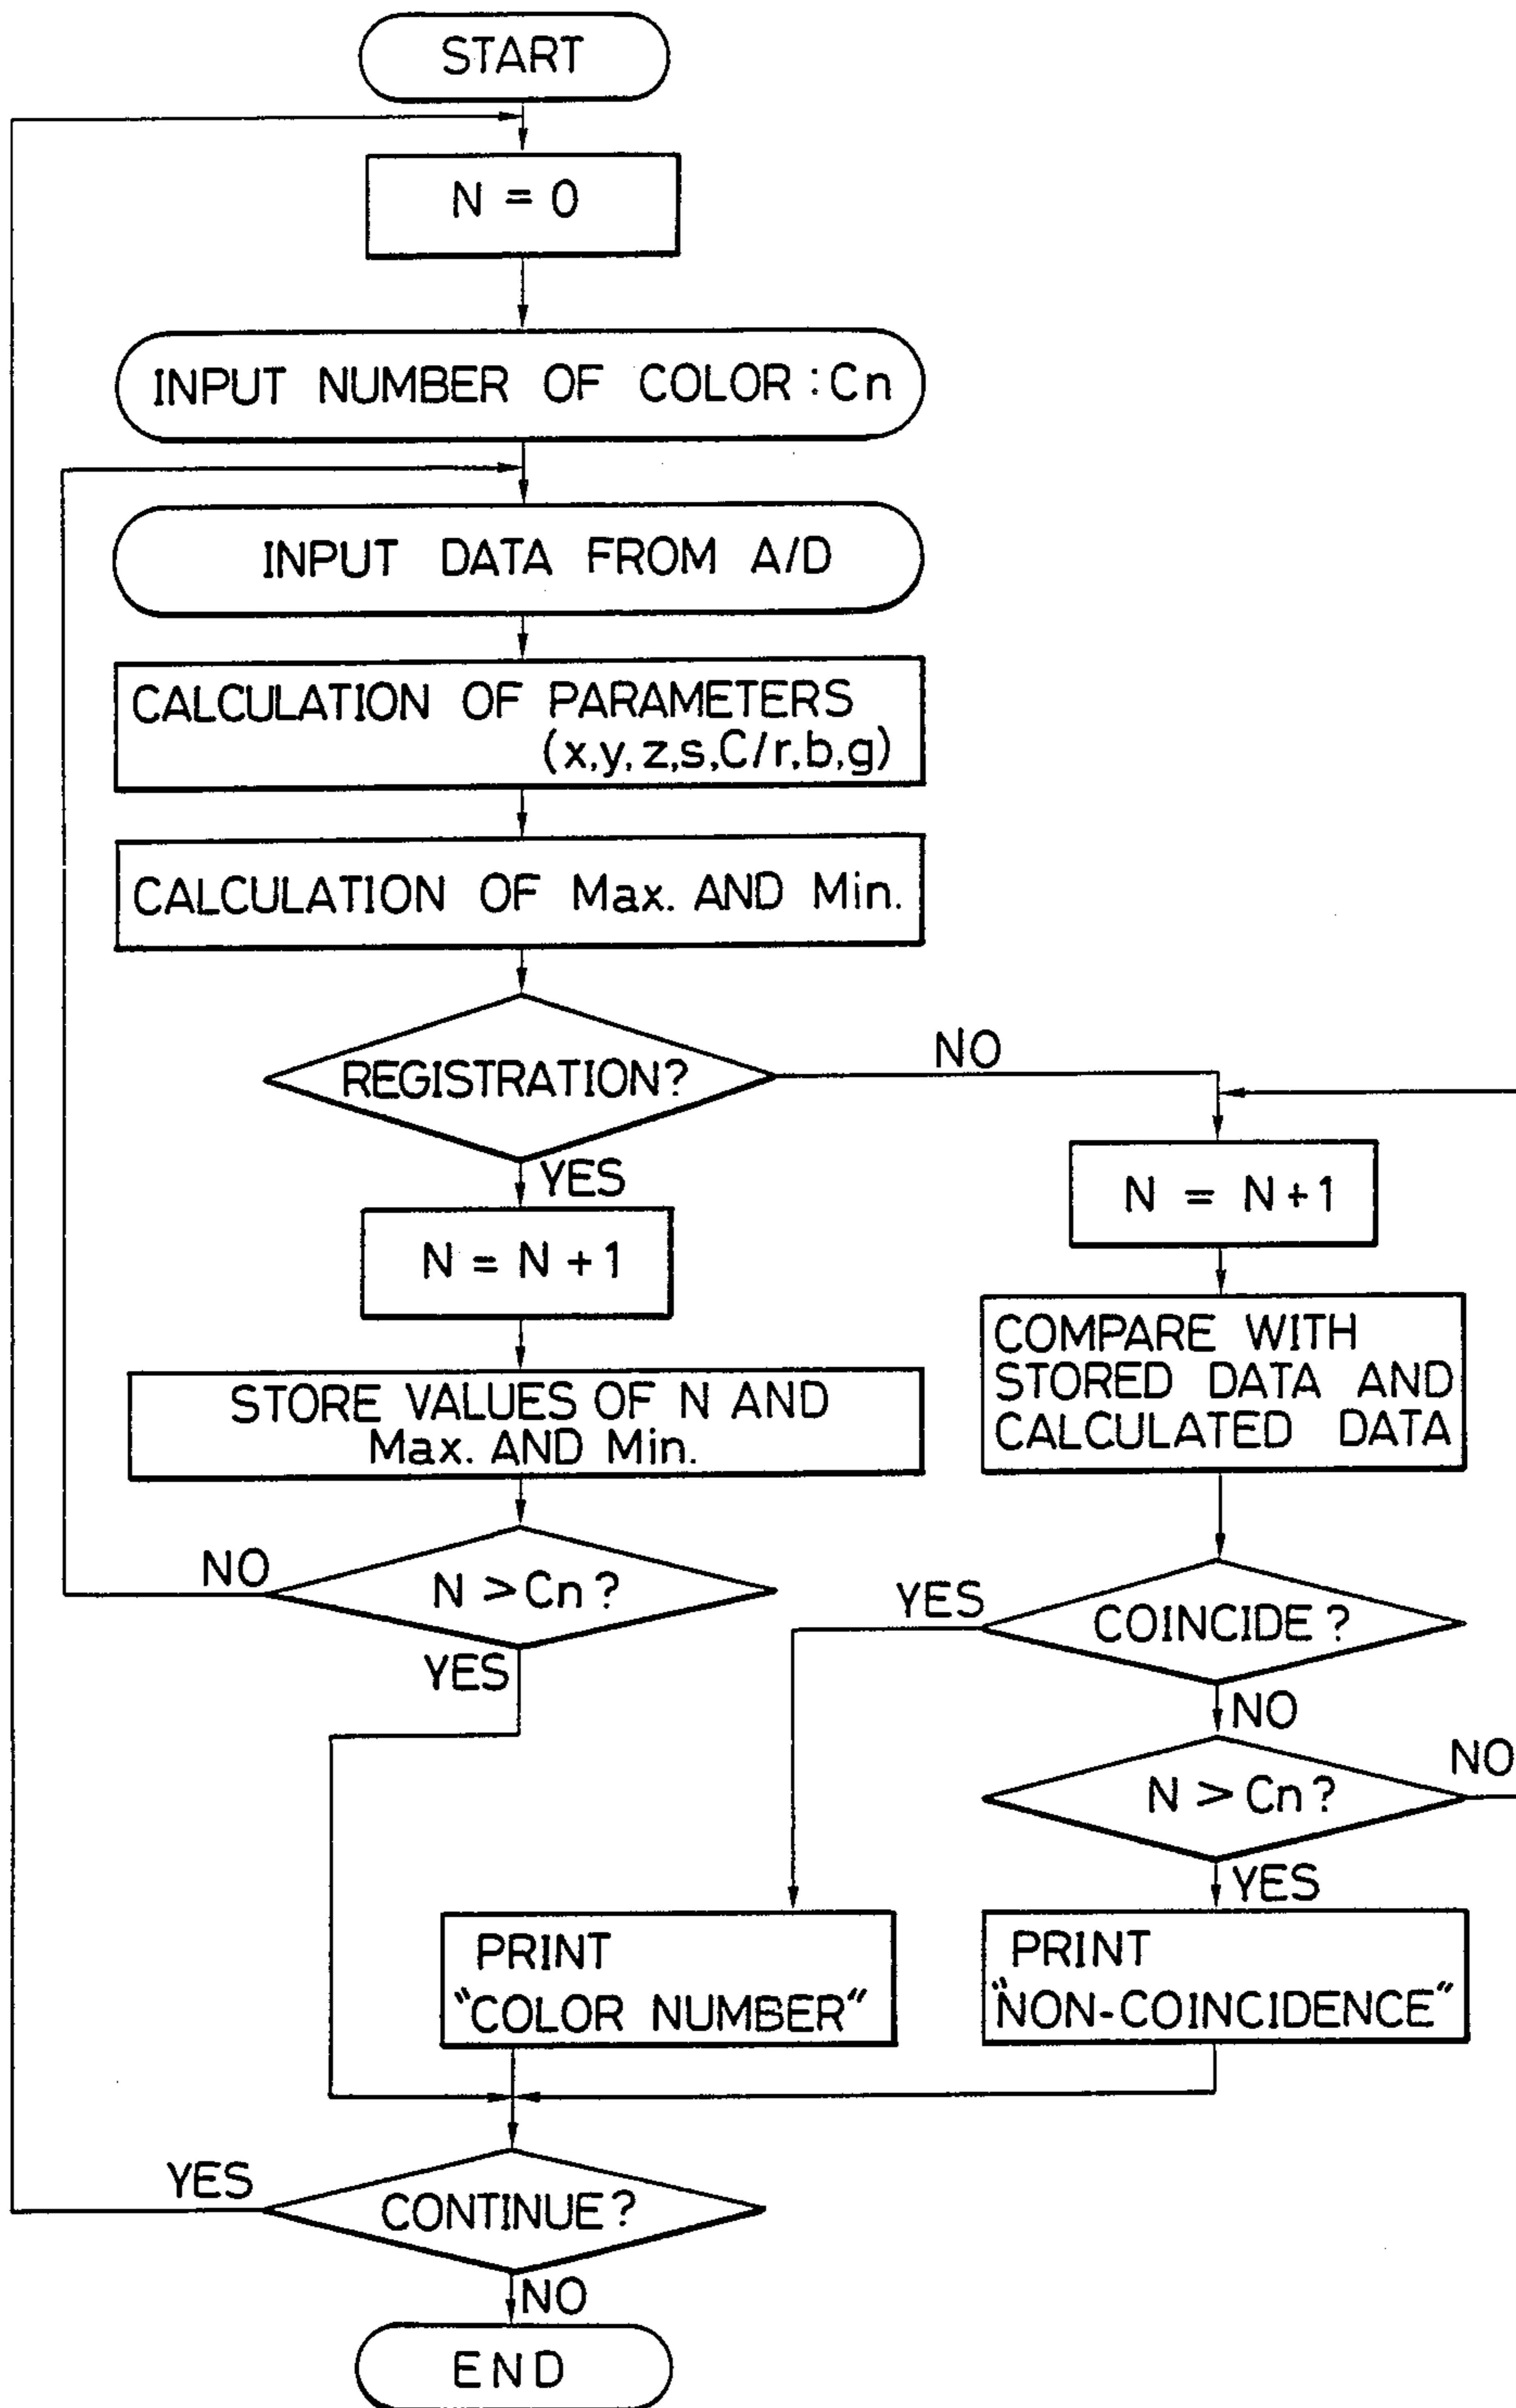 START
N = 0
INPUT NUMBER OF COLOR : Cn
INPUT DATA FROM A/D
CALCULATION OF PARAMETERS
(x,y,z,s,C/r,b,g)
CALCULATION OF Max. AND Min.
REGISTRATION?
NO
YES
N = N + 1
N = N+1
STORE VALUES OF N AND
Max. AND Min.
COMPARE WITH
STORED DATA AND
CALCULATED DATA
NO
N > Cn ?
YES
YES
COINCIDE ?
NO
N > Cn ?
NO
YES
PRINT
"COLOR NUMBER"
PRINT
"NON-COINCIDENCE"
YES
CONTINUE ?
NO
END